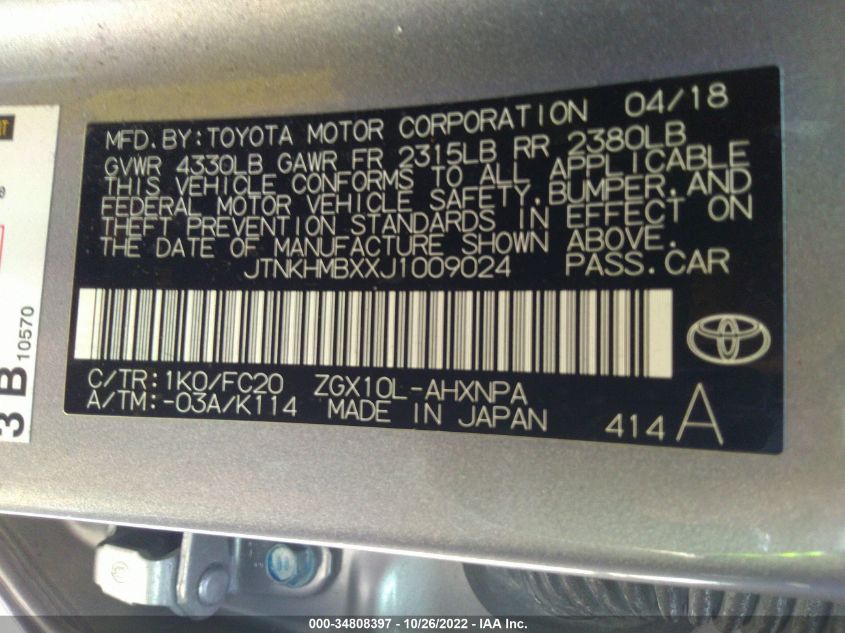 MFD.BY:TOYOTA MOTOR CORPORATION 04/18
GVWR 4330LB GAWR FR 2315LB RR 2380LB
THIS VEHICLE CONFORMS TO ALL APPLICABLE
FEDERAL MOTOR VEHICLE SAFETY,BUMPER,AND
THEFT PREVENTION STANDARDS IN EFFECT ON
THE DATE OF MANUFACTURE SHOWN ABOVE.
JTNKHMBXXJ1009024 PASS.CAR
C/TR:1K0/FC20 ZGX10L-AHXNPA
A/TM:-03A/K114 MADE IN JAPAN
414 A
3 B 10570
000-34808397 - 10/26/2022 - IAA Inc.